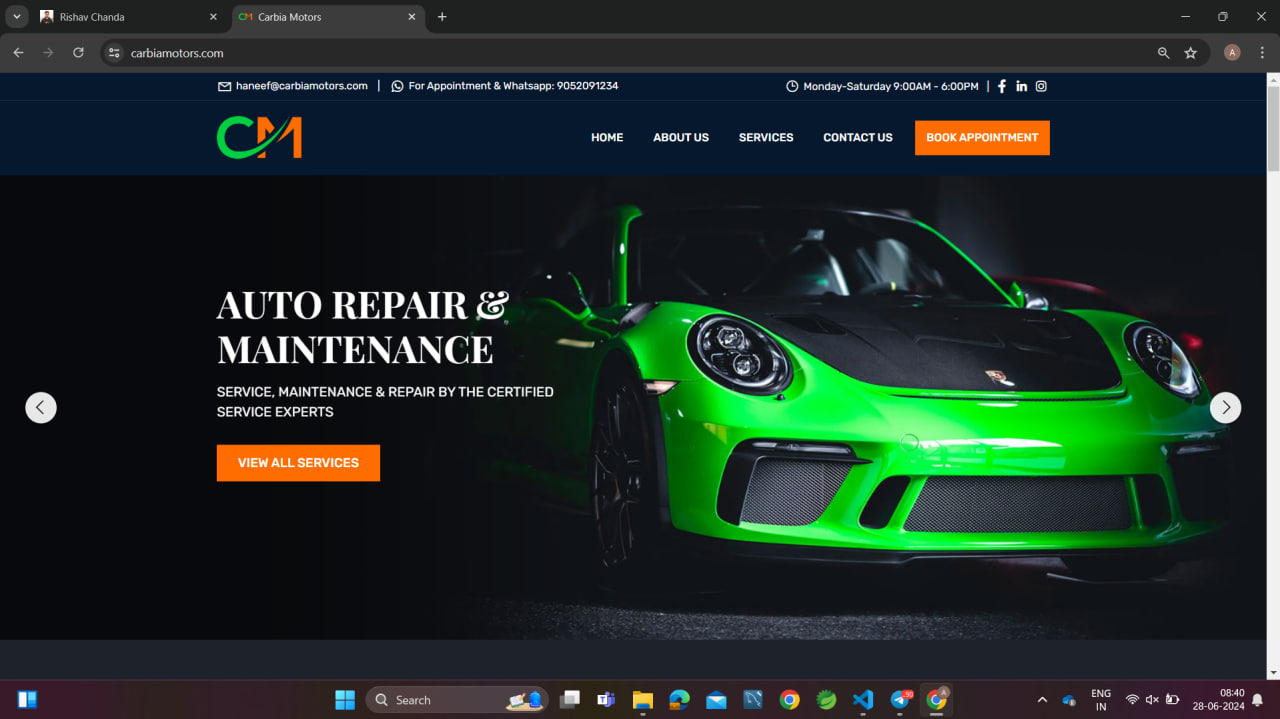 Rishav Chanda
CM Carbia Motors
carbiamotors.com
A
haneef@carbiamotors.com | For Appointment & Whatsapp: 9052091234
Monday-Saturday 9:00AM - 6:00PM |
CM
HOME ABOUT US SERVICES CONTACT US BOOK APPOINTMENT
AUTO REPAIR &
MAINTENANCE
SERVICE, MAINTENANCE & REPAIR BY THE CERTIFIED
SERVICE EXPERTS
VIEW ALL SERVICES
Search
90
A
ENG
IN
08:40
28-06-2024